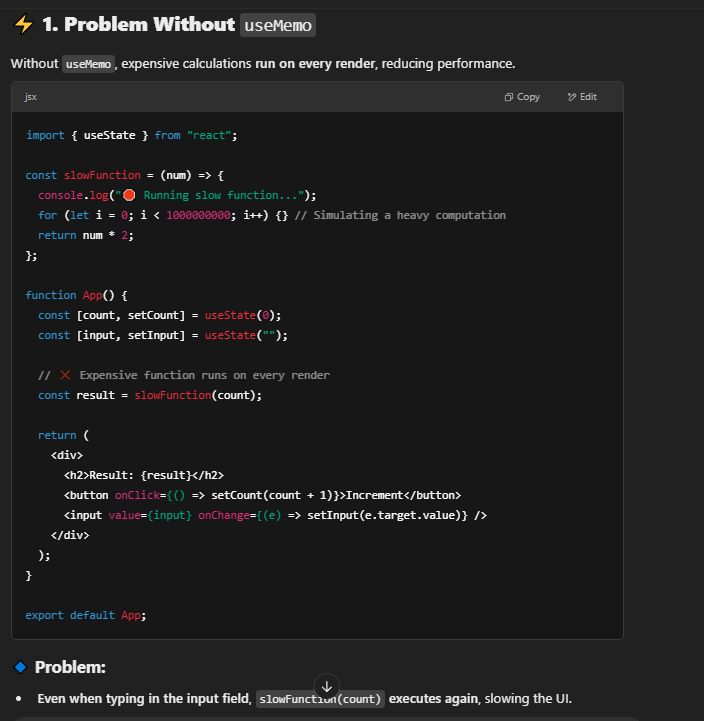 ⚡ 1. Problem Without useMemo
Without useMemo, expensive calculations run on every render, reducing performance.
jsx
Copy
Edit
import { useState } from "react";
const slowFunction = (num) => {
console.log("🛑 Running slow function...");
for (let i = 0; i < 1000000000; i++) {} // Simulating a heavy computation
return num * 2;
};
function App() {
const [count, setCount] = useState(0);
const [input, setInput] = useState("");
// ❌ Expensive function runs on every render
const result = slowFunction(count);
return (
<div>
<h2>Result: {result}</h2>
<button onClick={() => setCount(count + 1)}>Increment</button>
<input value={input} onChange={(e) => setInput(e.target.value)} />
</div>
);
}
export default App;
🔹 Problem:
• Even when typing in the input field, slowFunction(count) executes again, slowing the UI.